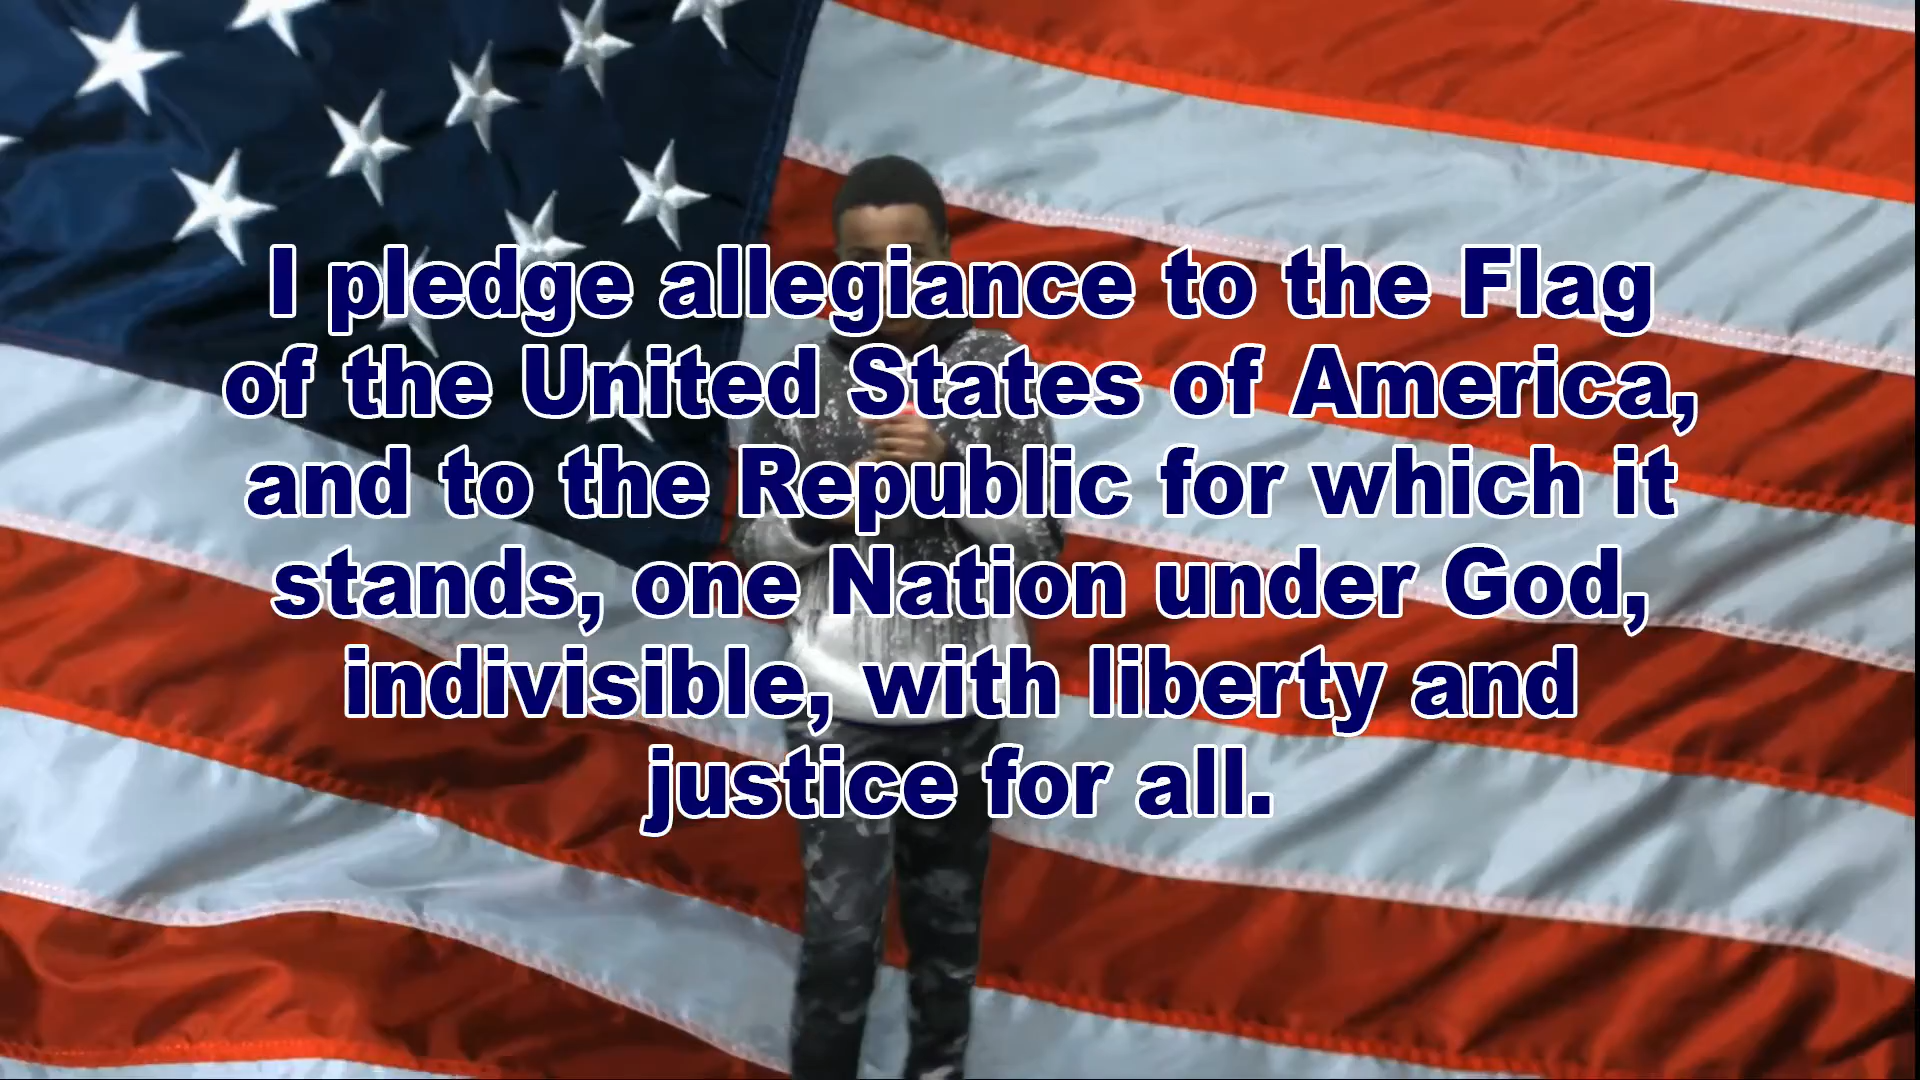 I pledge allegiance to the Flag
of the United States of America,
and to the Republic for which it
stands, one Nation under God,
indivisible, with liberty and
justice for all.